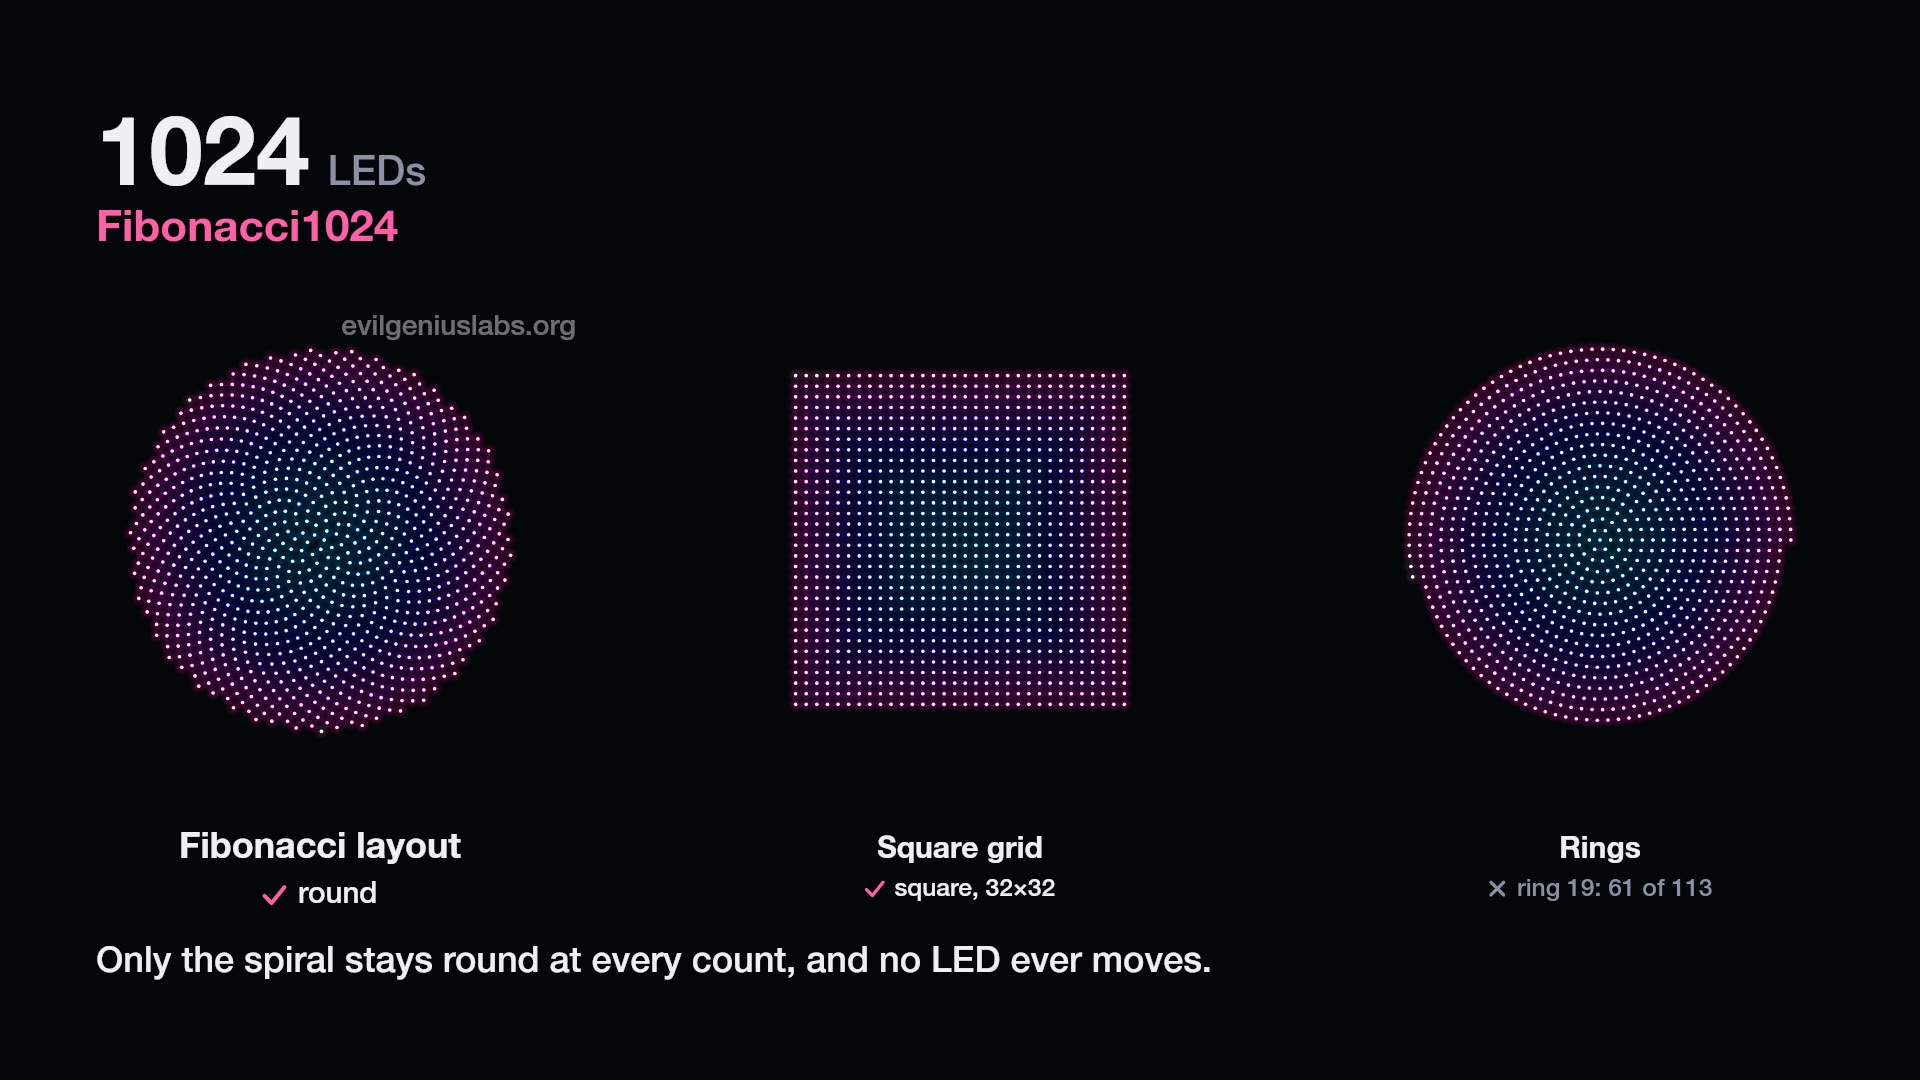 1024 LEDs
Fibonacci1024
evilgeniuslabs.org
Fibonacci layout
✓ round
Square grid
✓ square, 32×32
Rings
✕ ring 19: 61 of 113
Only the spiral stays round at every count, and no LED ever moves.